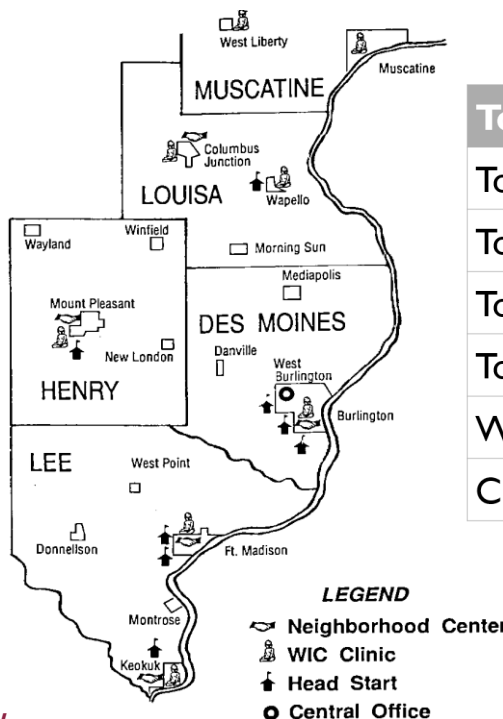 West Liberty
Muscatine
MUSCATINE
Columbus
Junction
LOUISA
Wapello
Wayland
Winfield
Morning Sun
Mediapolis
Mount Pleasant
DES MOINES
Danville
New London
West
Burlington
HENRY
Burlington
LEE
West Point
Donnellson
Ft. Madison
Montrose
Keokuk
LEGEND
Neighborhood Center
WIC Clinic
Head Start
Central Office